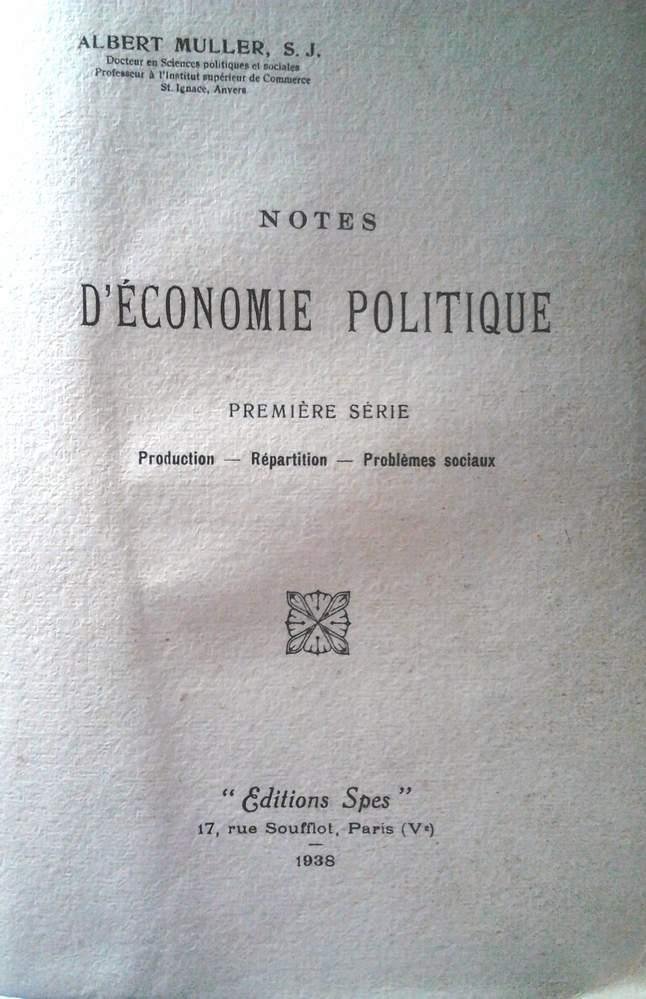 ALBERT MULLER, S. J.
Docteur en Sciences politiques et sociales
Professeur à l'Institut supérieur de Commerce
St. Ignace, Anvers
NOTES
D'ÉCONOMIE POLITIQUE
PREMIÈRE SÉRIE
Production — Répartition — Problèmes sociaux
“Editions Spes”
17, rue Soufflot, Paris (Vᵉ)
1938